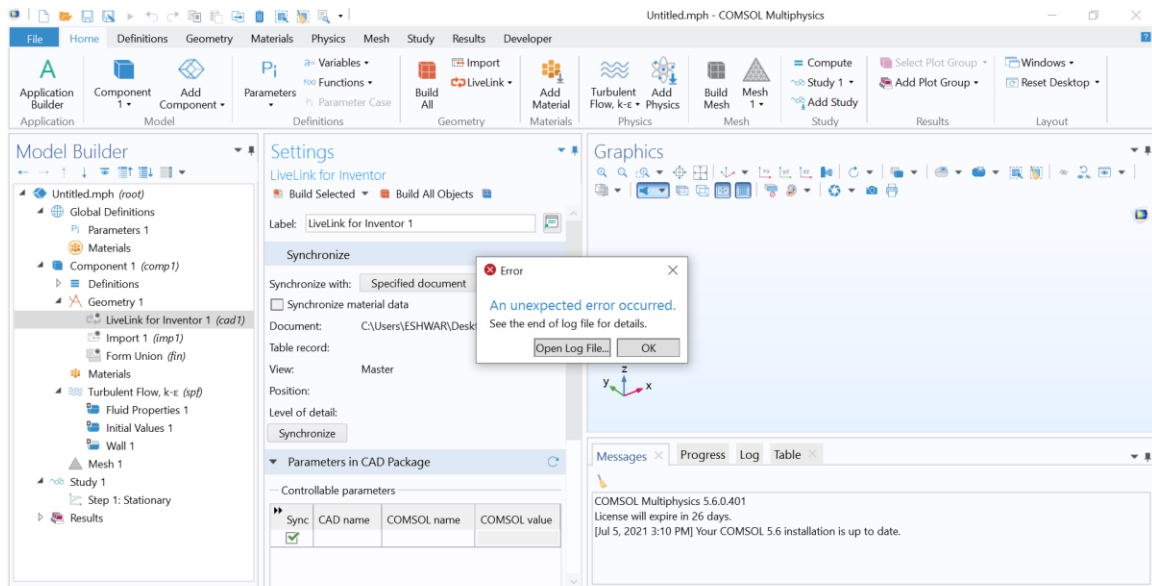 Untitled.mph - COMSOL Multiphysics
File Home Definitions Geometry Materials Physics Mesh Study Results Developer
Application Builder
Application
Component 1
Add Component
Model
Pi
Parameters
a= Variables
f(x) Functions
Pi Parameter Case
Definitions
Build All
Import
LiveLink
Geometry
Add Material
Materials
Turbulent Flow, k-ε
Add Physics
Physics
Build Mesh
Mesh 1
Mesh
= Compute
Study 1
Add Study
Study
Select Plot Group
Add Plot Group
Results
Windows
Reset Desktop
Layout
Model Builder
Untitled.mph (root)
Global Definitions
Pi Parameters 1
Materials
Component 1 (comp1)
Definitions
Geometry 1
LiveLink for Inventor 1 (cad1)
Import 1 (imp1)
Form Union (fin)
Materials
Turbulent Flow, k-ε (spf)
Fluid Properties 1
Initial Values 1
Wall 1
Mesh 1
Study 1
Step 1: Stationary
Results
Settings
LiveLink for Inventor
Build Selected Build All Objects
Label: LiveLink for Inventor 1
Synchronize
Synchronize with: Specified document
Synchronize material data
Document: C:\Users\ESHWAR\Desk
Table record:
View: Master
Position:
Level of detail:
Synchronize
Parameters in CAD Package
Controllable parameters
Sync CAD name COMSOL name COMSOL value
Error
An unexpected error occurred.
See the end of log file for details.
Open Log File... OK
Graphics
z
y x
Messages Progress Log Table
COMSOL Multiphysics 5.6.0.401
License will expire in 26 days.
[Jul 5, 2021 3:10 PM] Your COMSOL 5.6 installation is up to date.